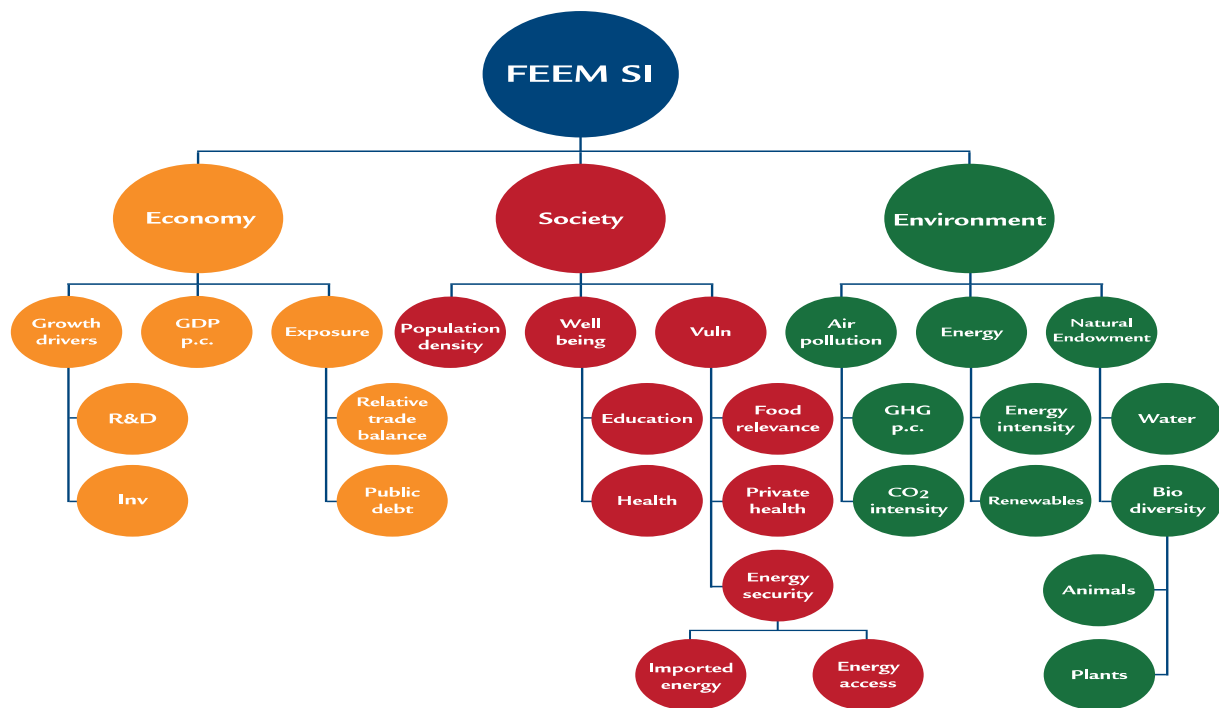 FEEM SI
Economy
Society
Environment
Growth
drivers
GDP
p.c.
Exposure
Population
density
Well
being
Vuln
Air
pollution
Energy
Natural
Endowment
R&D
Relative
trade
balance
Education
Food
relevance
GHG
p.c.
Energy
intensity
Water
Inv
Public
debt
Health
Private
health
CO2
intensity
Renewables
Bio
diversity
Energy
security
Animals
Imported
energy
Energy
access
Plants